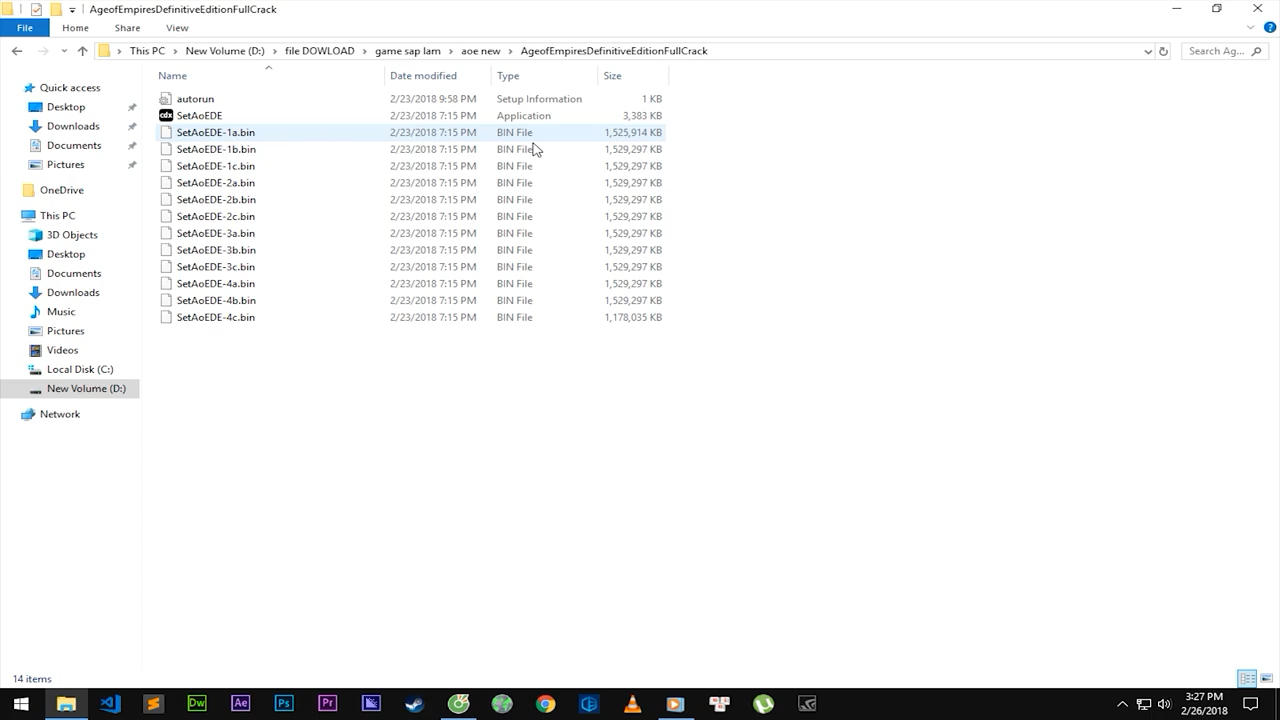 AgeofEmpiresDefinitiveEditionFullCrack
File Home Share View
This PC New Volume (D:) file DOWLOAD game sap lam aoe new AgeofEmpiresDefinitiveEditionFullCrack Search Ag...
Name Date modified Type Size
Quick access
Desktop
Downloads
Documents
Pictures
OneDrive
This PC
3D Objects
Desktop
Documents
Downloads
Music
Pictures
Videos
Local Disk (C:)
New Volume (D:)
Network
autorun 2/23/2018 9:58 PM Setup Information 1 KB
cdx SetAoEDE 2/23/2018 7:15 PM Application 3,383 KB
SetAoEDE-1a.bin 2/23/2018 7:15 PM BIN File 1,525,914 KB
SetAoEDE-1b.bin 2/23/2018 7:15 PM BIN File 1,529,297 KB
SetAoEDE-1c.bin 2/23/2018 7:15 PM BIN File 1,529,297 KB
SetAoEDE-2a.bin 2/23/2018 7:15 PM BIN File 1,529,297 KB
SetAoEDE-2b.bin 2/23/2018 7:15 PM BIN File 1,529,297 KB
SetAoEDE-2c.bin 2/23/2018 7:15 PM BIN File 1,529,297 KB
SetAoEDE-3a.bin 2/23/2018 7:15 PM BIN File 1,529,297 KB
SetAoEDE-3b.bin 2/23/2018 7:15 PM BIN File 1,529,297 KB
SetAoEDE-3c.bin 2/23/2018 7:15 PM BIN File 1,529,297 KB
SetAoEDE-4a.bin 2/23/2018 7:15 PM BIN File 1,529,297 KB
SetAoEDE-4b.bin 2/23/2018 7:15 PM BIN File 1,529,297 KB
SetAoEDE-4c.bin 2/23/2018 7:15 PM BIN File 1,178,035 KB
14 items
Dw Ae Ps Pr
3:27 PM
2/26/2018